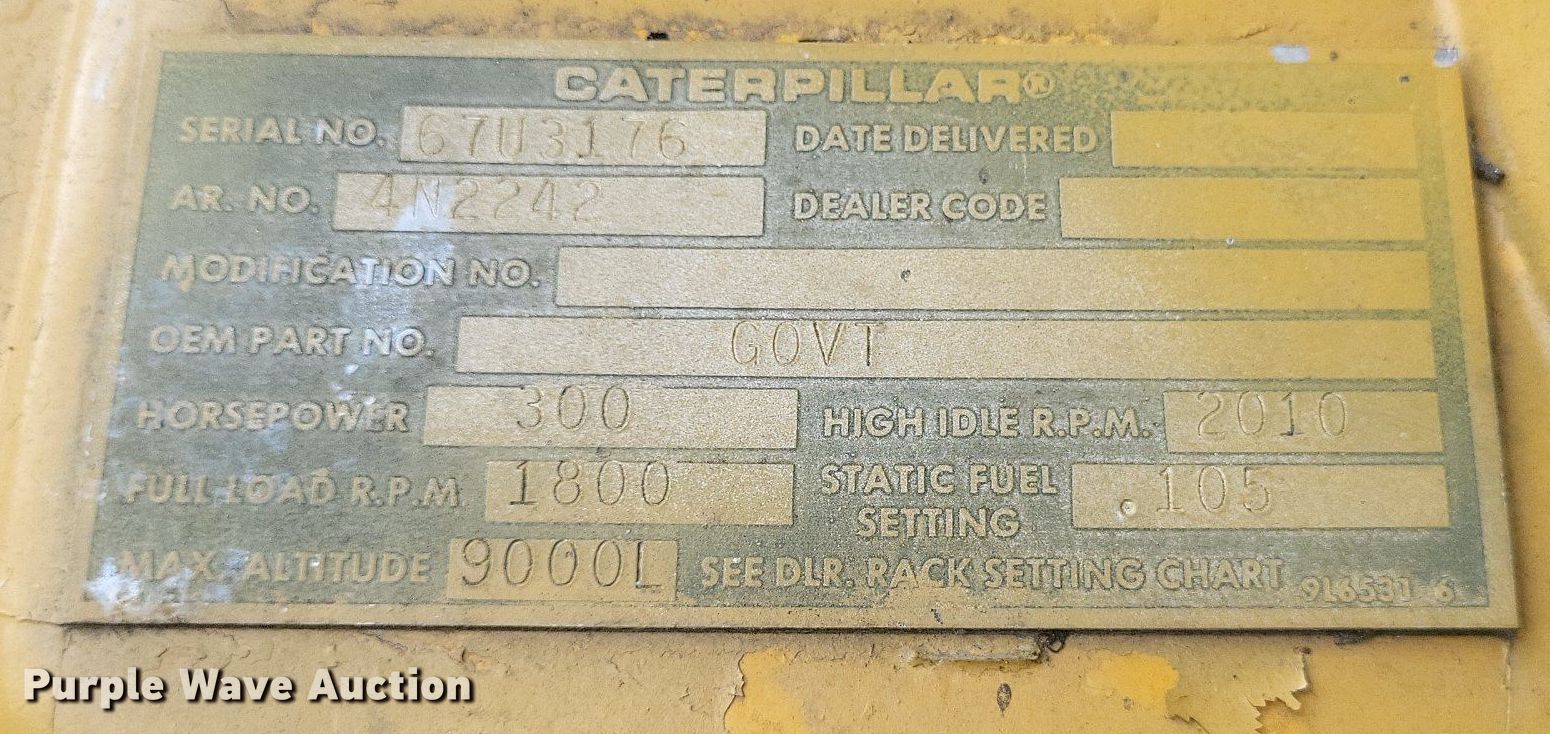 CATERPILLAR®
SERIAL NO. 67U3176 DATE DELIVERED
AR. NO. 4N2242 DEALER CODE
MODIFICATION NO.
OEM PART NO. GOVT
HORSEPOWER 300 HIGH IDLE R.P.M. 2010
FULL LOAD R.P.M 1800 STATIC FUEL SETTING .105
MAX. ALTITUDE 9000L SEE DLR. RACK SETTING CHART 9L6531 6
Purple Wave Auction